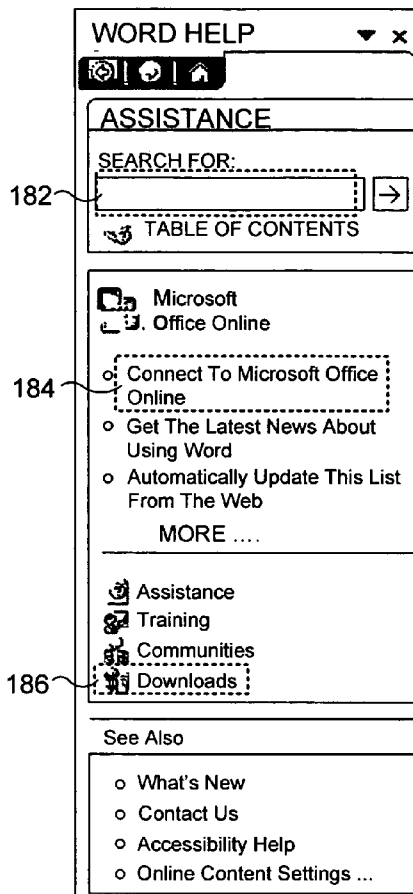 WORD HELP
ASSISTANCE
SEARCH FOR:
182
TABLE OF CONTENTS
Microsoft
Office Online
184
Connect To Microsoft Office
Online
Get The Latest News About
Using Word
Automatically Update This List
From The Web
MORE ....
Assistance
Training
Communities
186
Downloads
See Also
What's New
Contact Us
Accessibility Help
Online Content Settings ...